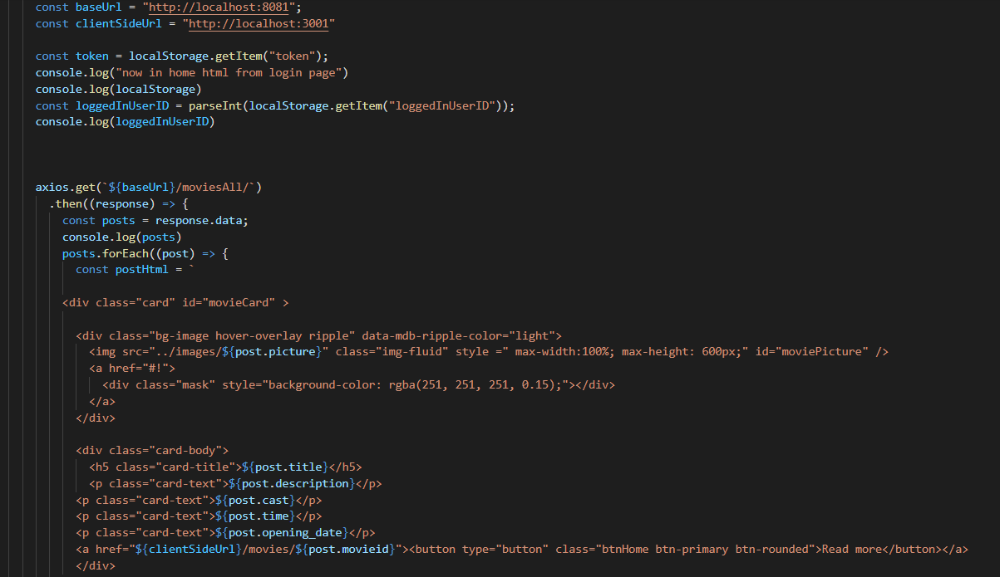 const baseUrl = "http://localhost:8081";
const clientSideUrl = "http://localhost:3001"
const token = localStorage.getItem("token");
console.log("now in home html from login page")
console.log(localStorage)
const loggedInUserID = parseInt(localStorage.getItem("loggedInUserID"));
console.log(loggedInUserID)
axios.get(`${baseUrl}/moviesAll/`)
.then((response) => {
const posts = response.data;
console.log(posts)
posts.forEach((post) => {
const postHtml = `
<div class="card" id="movieCard" >
<div class="bg-image hover-overlay ripple" data-mdb-ripple-color="light">
<img src="../images/${post.picture}" class="img-fluid" style =" max-width:100%; max-height: 600px;" id="moviePicture" />
<a href="#!">
<div class="mask" style="background-color: rgba(251, 251, 251, 0.15);"></div>
</a>
</div>
<div class="card-body">
<h5 class="card-title">${post.title}</h5>
<p class="card-text">${post.description}</p>
<p class="card-text">${post.cast}</p>
<p class="card-text">${post.time}</p>
<p class="card-text">${post.opening_date}</p>
<a href="${clientSideUrl}/movies/${post.movieid}"><button type="button" class="btnHome btn-primary btn-rounded">Read more</button></a>
</div>